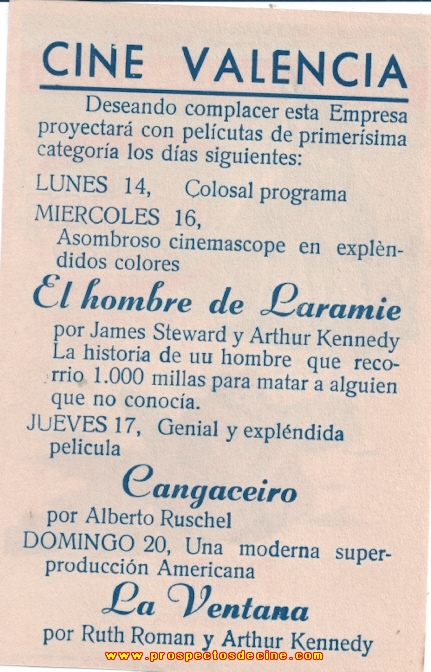 CINE VALENCIA
Deseando complacer esta Empresa
proyectará con películtas de primerísima
categoría los días siguientes:
LUNES 14, Colosal programa
MIERCOLES 16,
Asombroso cinemascope en esplèn-
didos colores
El hombre de Laramie
por James Steward y Arthur Kennedy
La historia de uu hombre que reco-
rrio 1.000 millas para matar a alguien
que no conocía.
JUEVES 17, Genial y expléndida
pelicula
Cangaceiro
por Alberto Ruschel
DOMINGO 20, Una moderna super-
producción Americana
La Ventana
por Ruth Roman y Arthur Kennedy
www.prospectosdecine.com